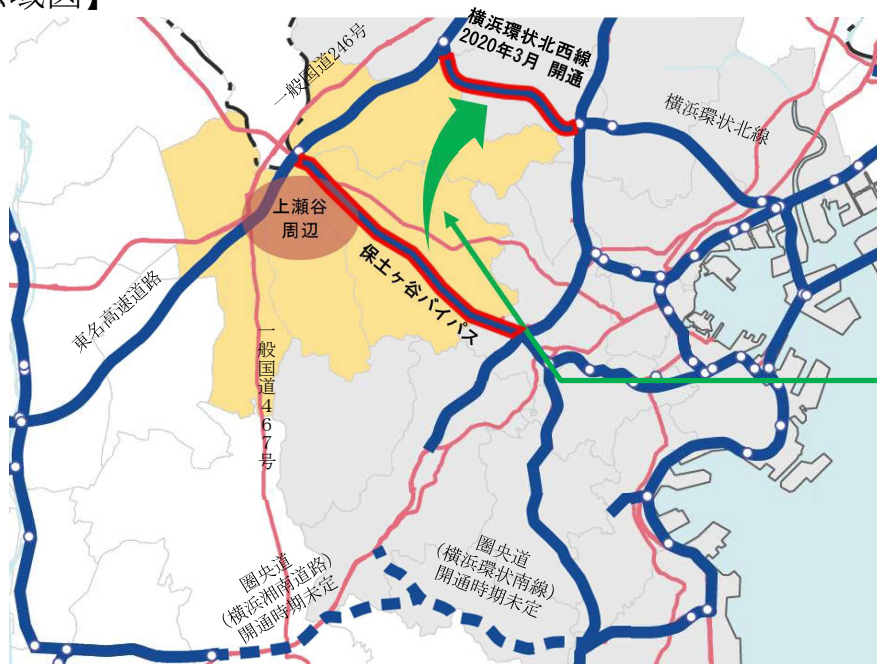 域図】
一般国道246号
横浜環状北西線
2020年3月 開通
横浜環状北線
上瀬谷
周辺
保土ヶ谷バイパス
東名高速道路
一般国道467号
圏央道
(横浜湘南道路)
開通時期未定
圏央道
(横浜環状南線)
開通時期未定